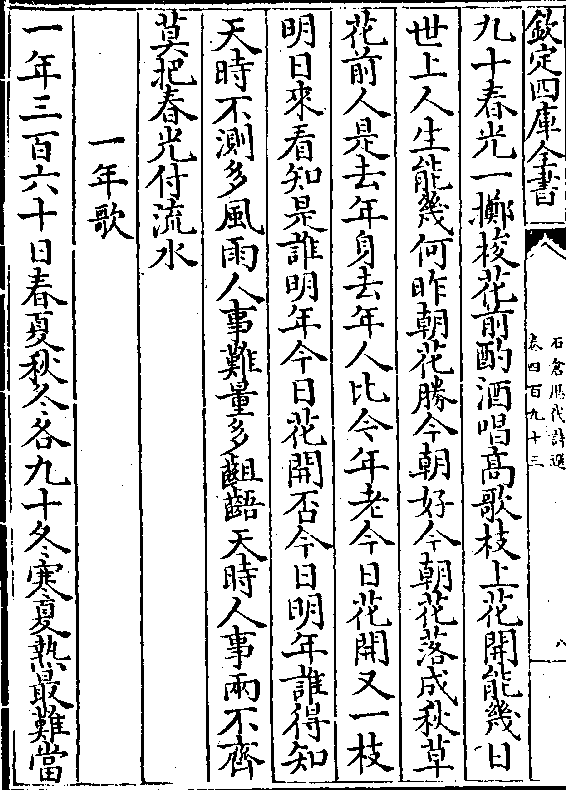 欽定四庫全書
石倉歷代詩選
卷四百九十三
八
九十春光一擲梭花前酌酒唱高歌枝上花開能幾日
世上人生能幾何昨朝花勝今朝好今朝花落成秋草
花前人是去年身去年人比今年老今日花開又一枝
明日來看知是誰明年今日花開否今日明年誰得知
天時不測多風雨人事難量多齟齬天時人事兩不齊
莫把春光付流水
一年歌
一年三百六十日春夏秋冬各九十冬寒夏熱最難當